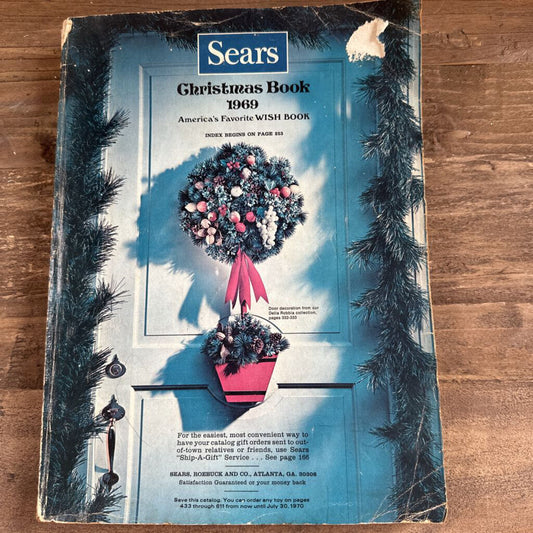 Sears
Christmas Book
1969
America's Favorite WISH BOOK
INDEX BEGINS ON PAGE 253
Door decoration from our
Della Robbia collection,
pages 332-333
For the easiest, most convenient way to
have your catalog gift orders sent to out-
of-town relatives or friends, use Sears
"Ship-A-Gift" Service . . . See page 166
SEARS, ROEBUCK AND CO., ATLANTA, GA. 30308
Satisfaction Guaranteed or your money back
Save this catalog. You can order any toy on pages
433 through 611 from now until July 30, 1970